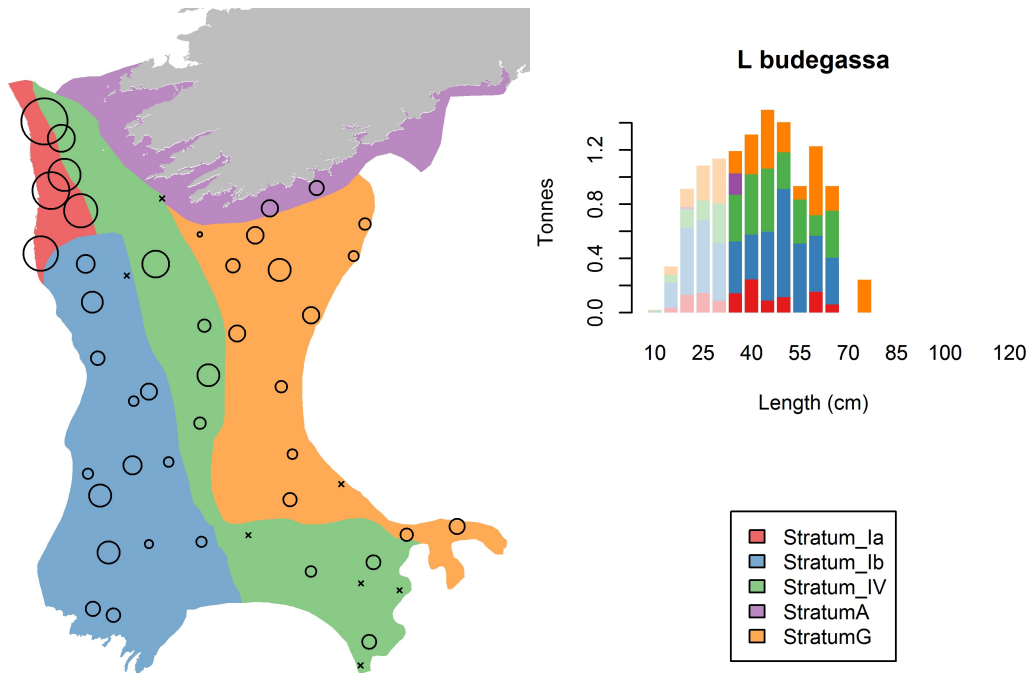 L budegassa
Tonnes
0.0 0.4 0.8 1.2
10 25 40 55 70 85 100 120
Length (cm)
Stratum_Ia
Stratum_Ib
Stratum_IV
StratumA
StratumG